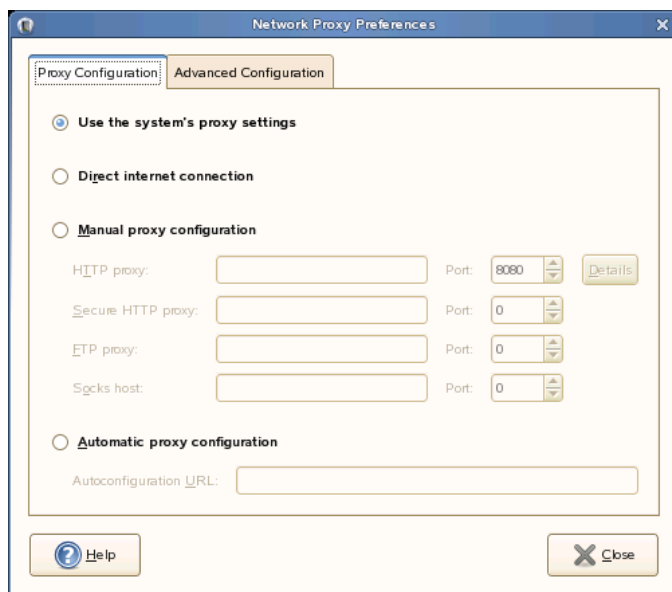 Network Proxy Preferences
Proxy Configuration Advanced Configuration
Use the system's proxy settings
Direct internet connection
Manual proxy configuration
HTTP proxy: Port: 8080 Details
Secure HTTP proxy: Port: 0
FTP proxy: Port: 0
Socks host: Port: 0
Automatic proxy configuration
Autoconfiguration URL:
Help Close